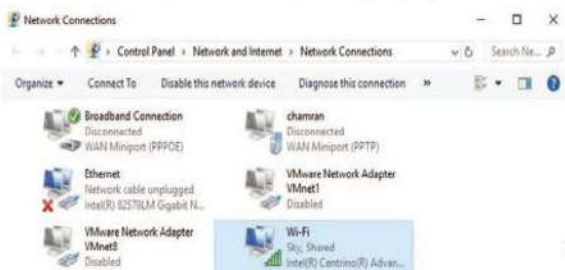 Network Connections
Control Panel › Network and Internet › Network Connections
Search Ne...
Organize Connect To Disable this network device Diagnose this connection »
Broadband Connection
Disconnected
WAN Miniport (PPPOE)
chamran
Disconnected
WAN Miniport (PPTP)
Ethernet
Network cable unplugged
Intel(R) 82579LM Gigabit N...
VMware Network Adapter
VMnet1
Disabled
VMware Network Adapter
VMnet8
Disabled
Wi-Fi
Sky, Shared
Intel(R) Centrino(R) Advan...